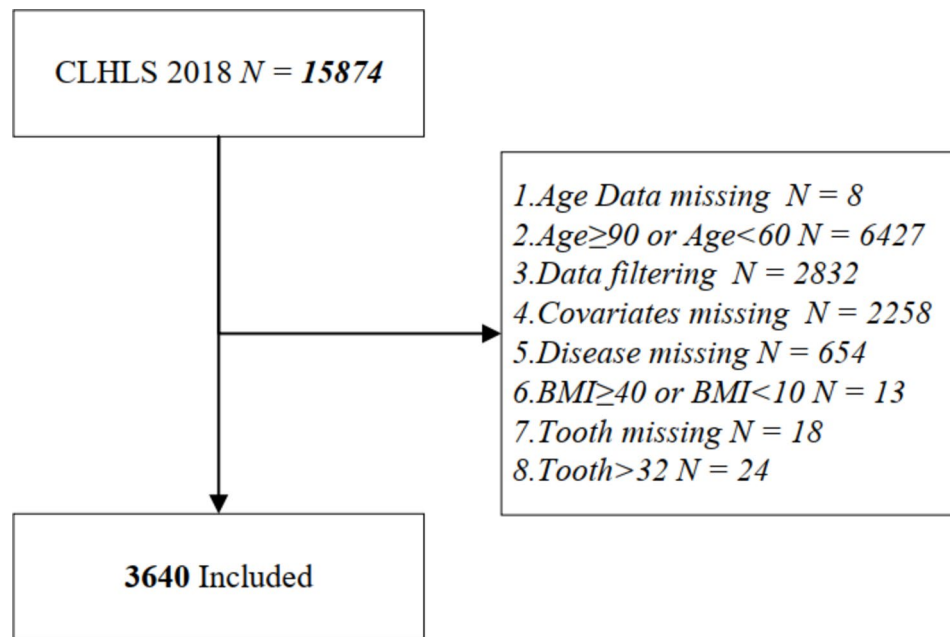 CLHLS 2018 N = 15874
1.Age Data missing N = 8
2.Age≥90 or Age<60 N = 6427
3.Data filtering N = 2832
4.Covariates missing N = 2258
5.Disease missing N = 654
6.BMI≥40 or BMI<10 N = 13
7.Tooth missing N = 18
8.Tooth>32 N = 24
3640 Included